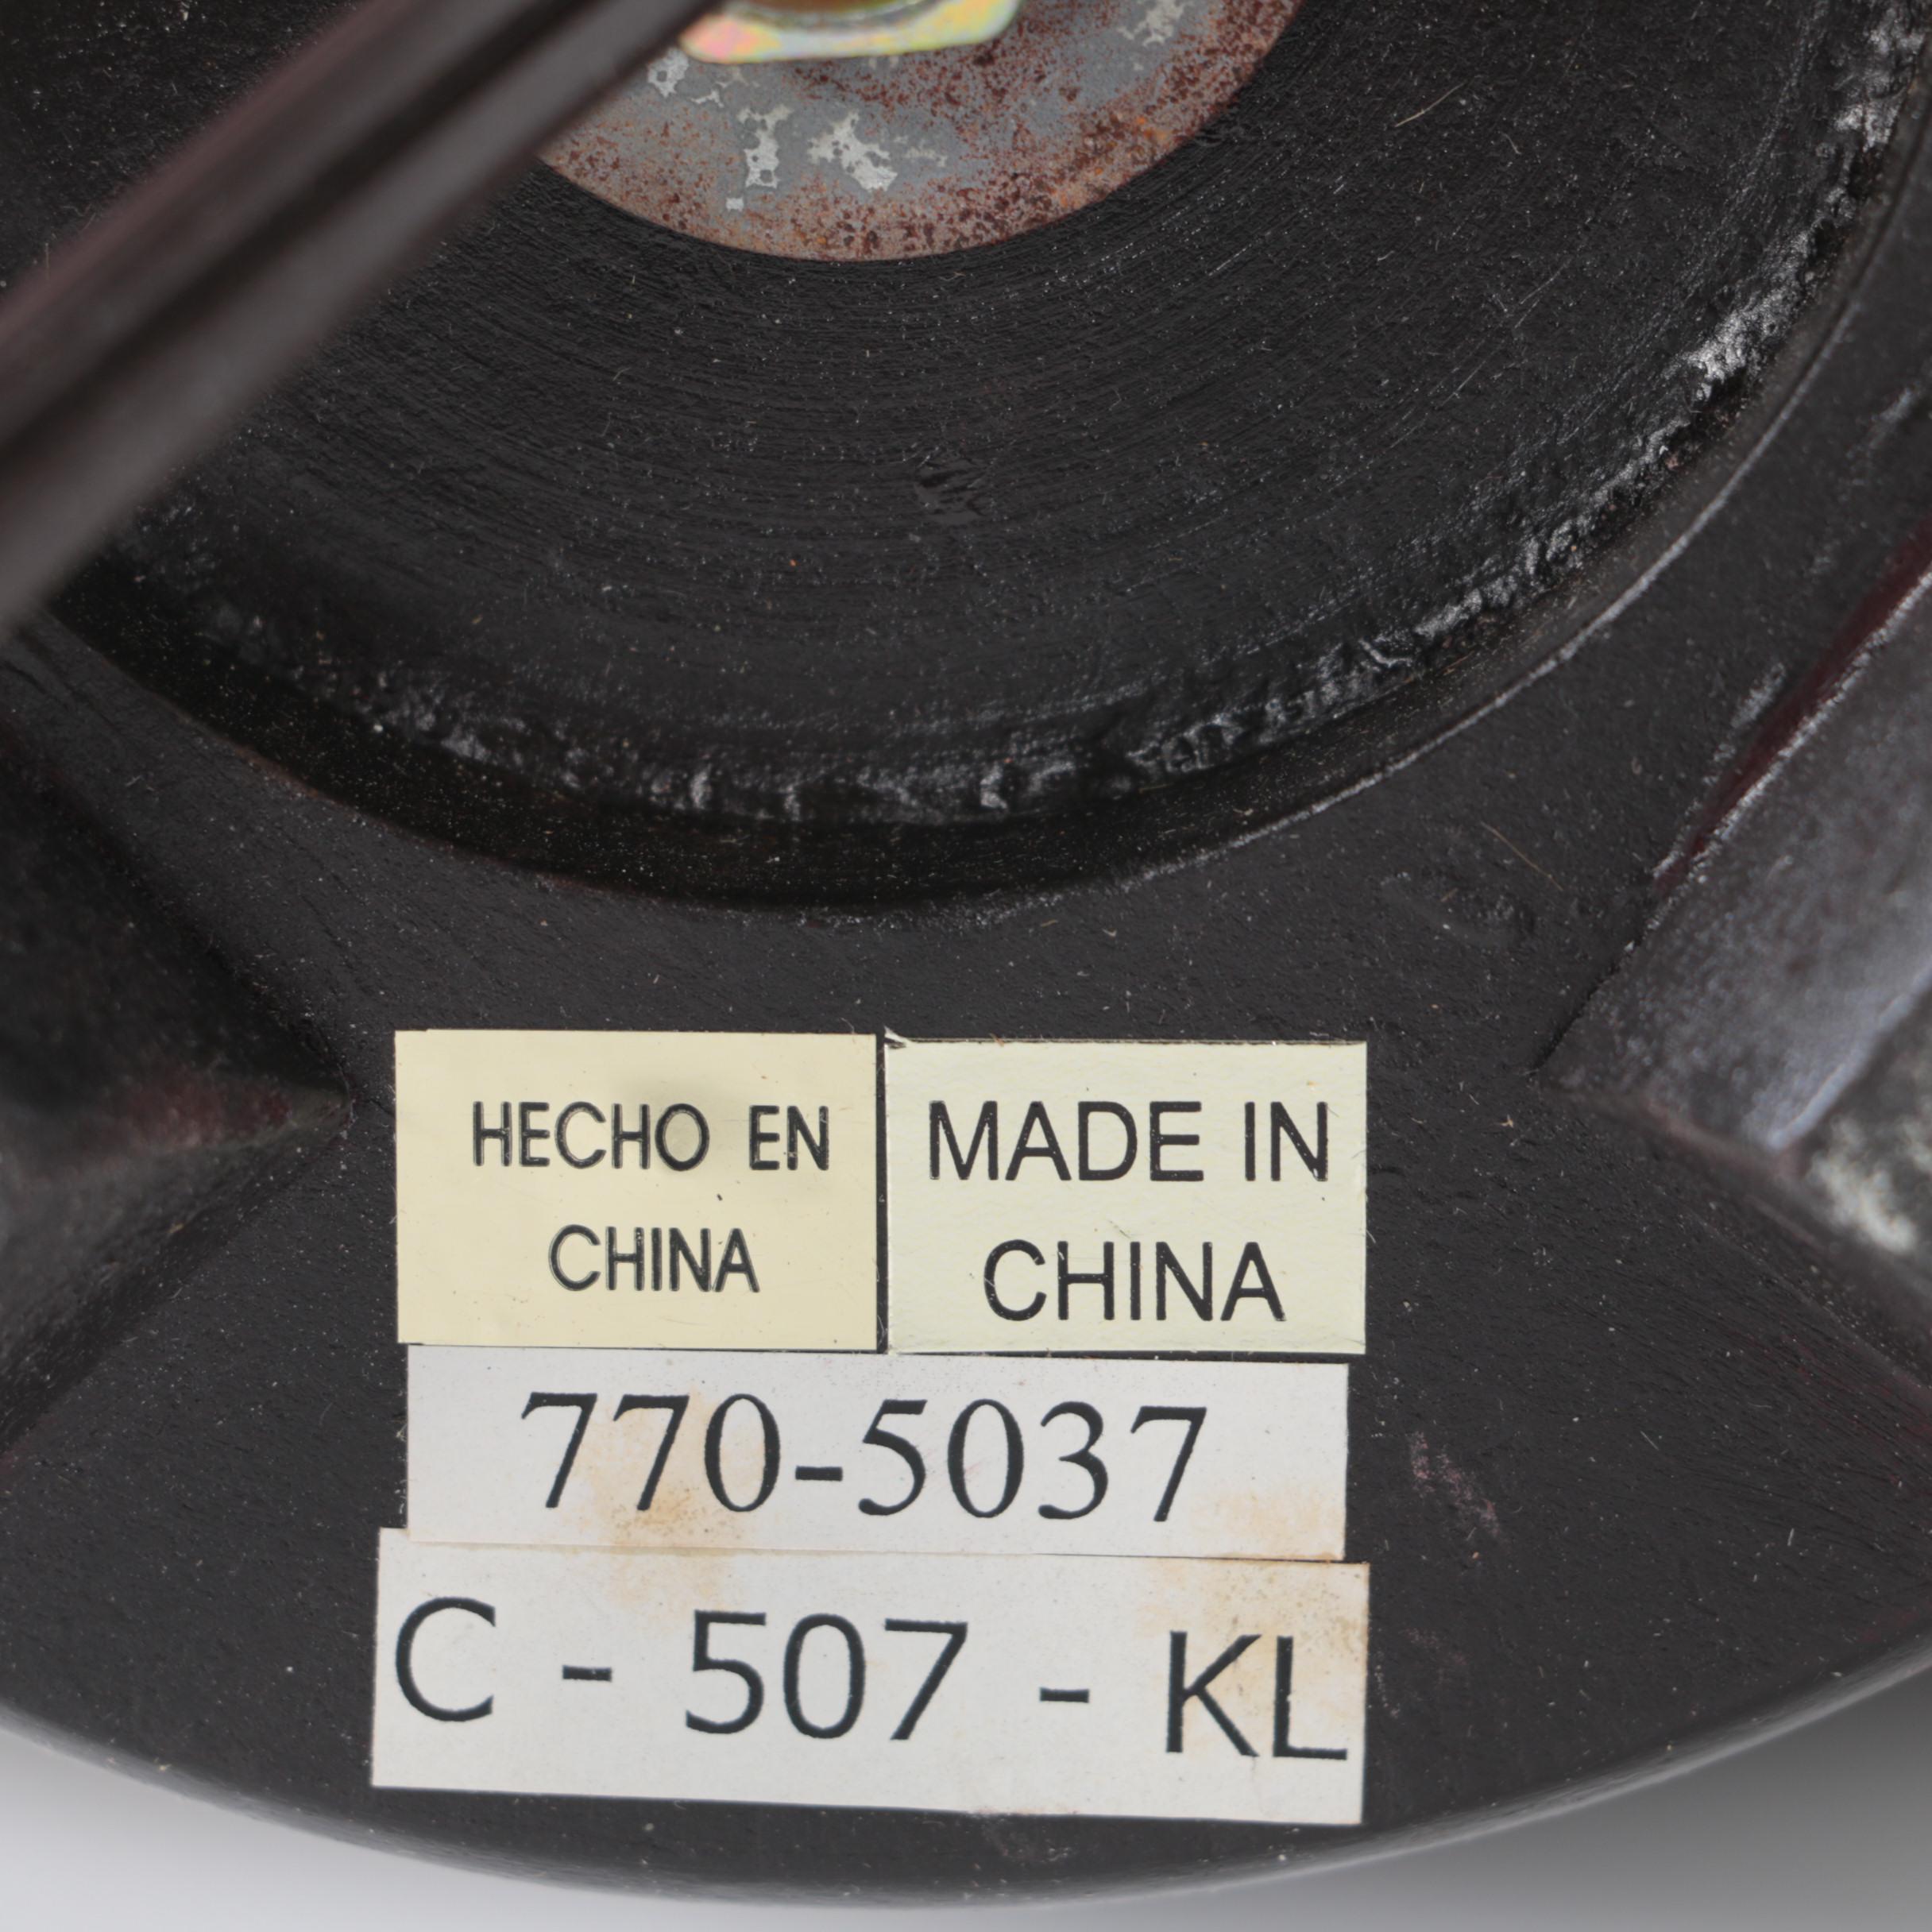 HECHO EN
CHINA
MADE IN
CHINA
770-5037
C - 507 - KL